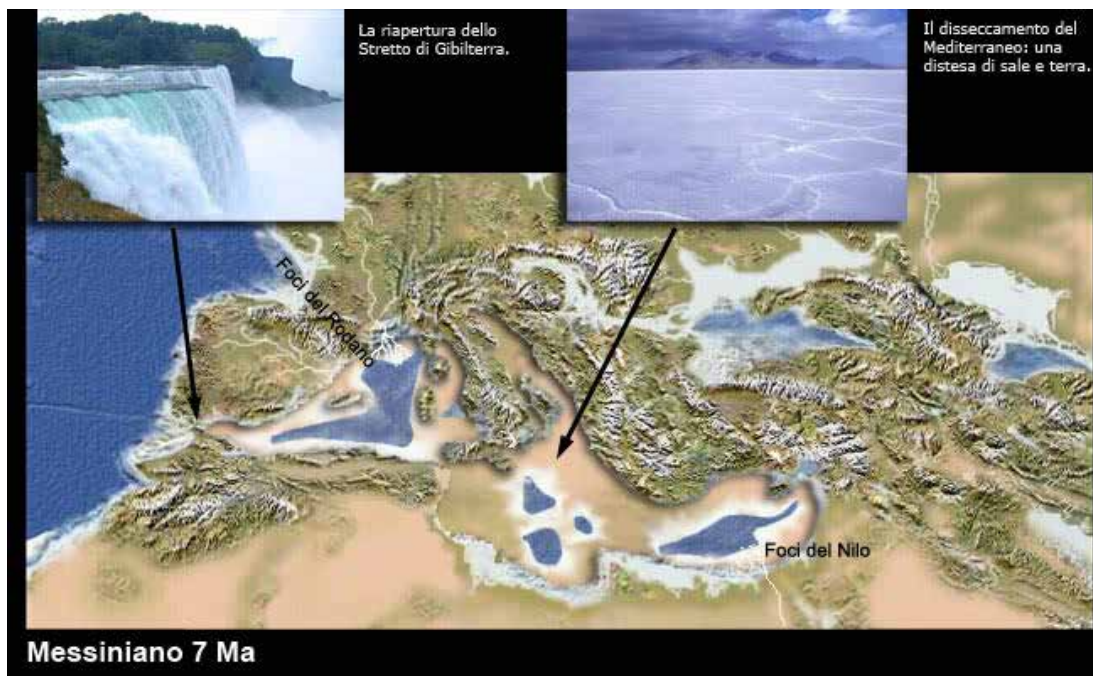 La riapertura dello
Stretto di Gibilterra.
Il disseccamento del
Mediterraneo: una
distesa di sale e terra.
Foci del Rodano
Foci del Nilo
Messiniano 7 Ma